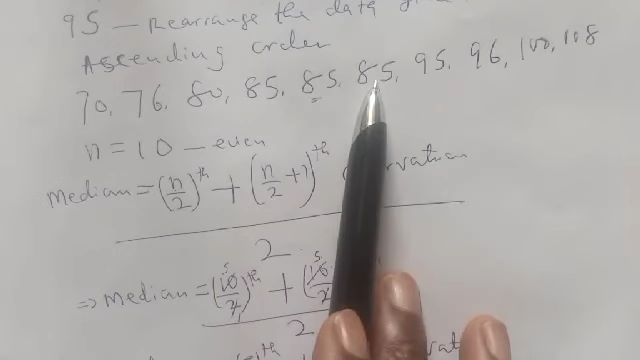 95 - Rearrange the data
Ascending order
70, 76, 80, 85, 85, 85, 95, 96, 100, 108
n = 10 - even
Median = (n/2)th + (n/2 + 1)th
2
⇒ Median = (10/2)th + (10/2
2